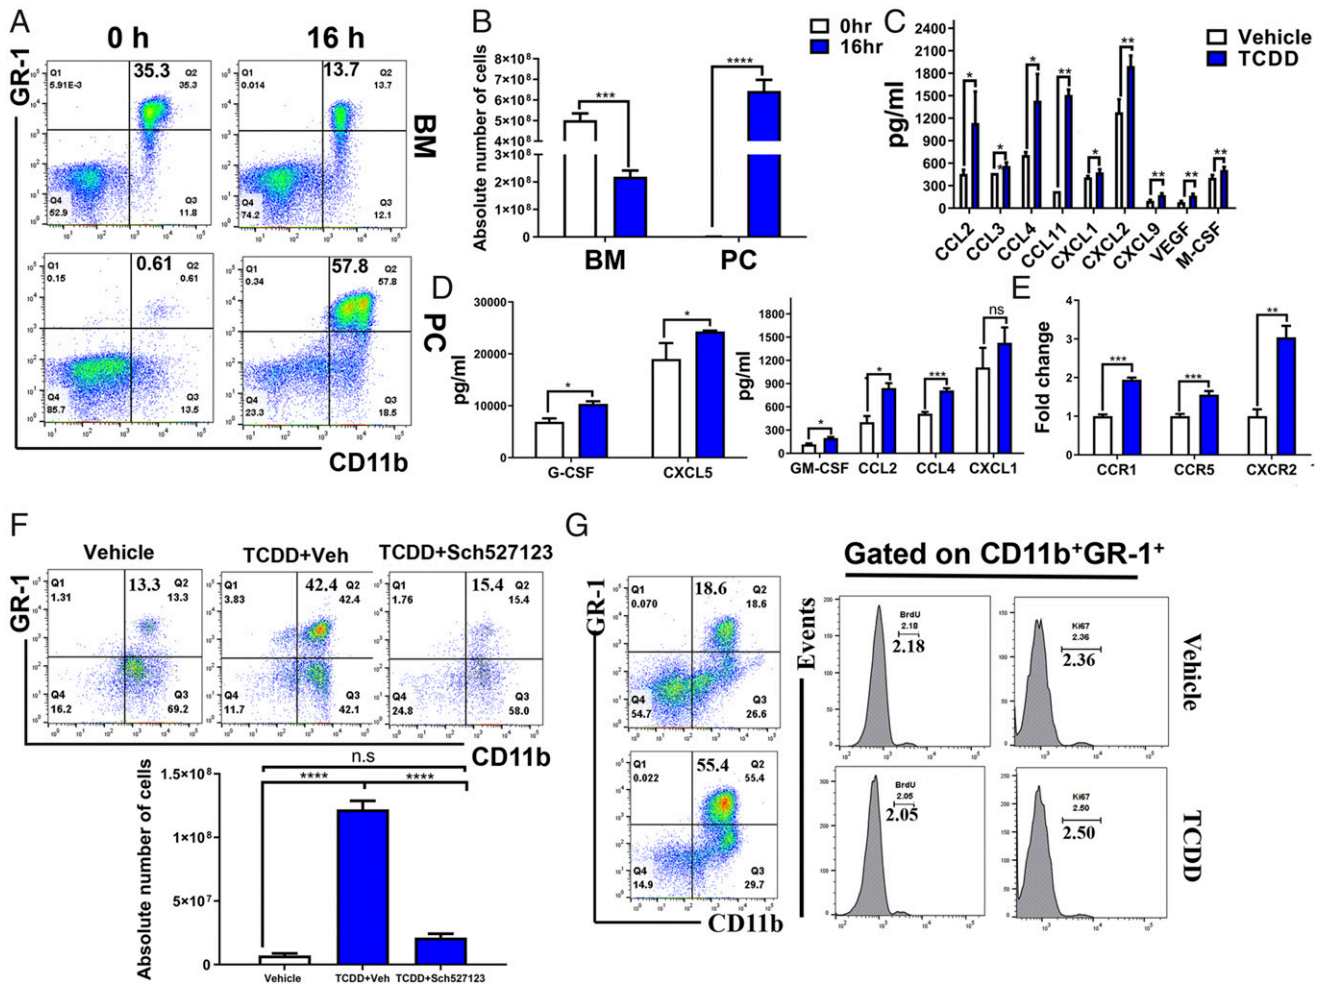 A
0 h
16 h
GR-1
Q1
5.91E-3
35.3
Q2
35.3
Q4
52.9
Q3
11.8
Q1
0.014
13.7
Q2
13.7
Q4
74.2
Q3
12.1
BM
Q1
0.15
0.61
Q2
0.61
Q4
85.7
Q3
13.5
Q1
0.34
57.8
Q2
57.8
Q4
23.3
Q3
18.5
PC
CD11b
B
0hr
16hr
Absolute number of cells
8×10⁸
7×10⁸
6×10⁸
5×10⁸
4×10⁸
3×10⁸
2×10⁸
1×10⁸
0
***
****
BM
PC
C
Vehicle
TCDD
pg/ml
2400
2100
1800
1500
1200
600
300
0
*
*
*
**
*
**
**
**
**
CCL2
CCL3
CCL4
CCL11
CXCL1
CXCL2
CXCL9
VEGF
M-CSF
D
pg/ml
30000
20000
10000
0
*
*
G-CSF
CXCL5
pg/ml
1800
1500
1200
900
600
300
0
*
*
***
ns
GM-CSF
CCL2
CCL4
CXCL1
E
Fold change
4
3
2
1
0
***
***
**
CCR1
CCR5
CXCR2
F
Vehicle
TCDD+Veh
TCDD+Sch527123
GR-1
Q1
1.31
13.3
Q2
13.3
Q4
16.2
Q3
69.2
Q1
3.83
42.4
Q2
42.4
Q4
11.7
Q3
42.1
Q1
1.76
15.4
Q2
15.4
Q4
24.8
Q3
58.0
CD11b
Absolute number of cells
1.5×10⁸
1×10⁸
5×10⁷
0
n.s
****
****
Vehicle
TCDD+Veh
TCDD+Sch527123
G
Gated on CD11b⁺GR-1⁺
GR-1
Q1
0.070
18.6
Q2
18.6
Q4
54.7
Q3
26.6
Q1
0.022
55.4
Q2
55.4
Q4
14.9
Q3
29.7
CD11b
Events
BrdU
2.18
2.18
Ki67
2.36
2.36
Vehicle
BrdU
2.05
2.05
Ki67
2.50
2.50
TCDD